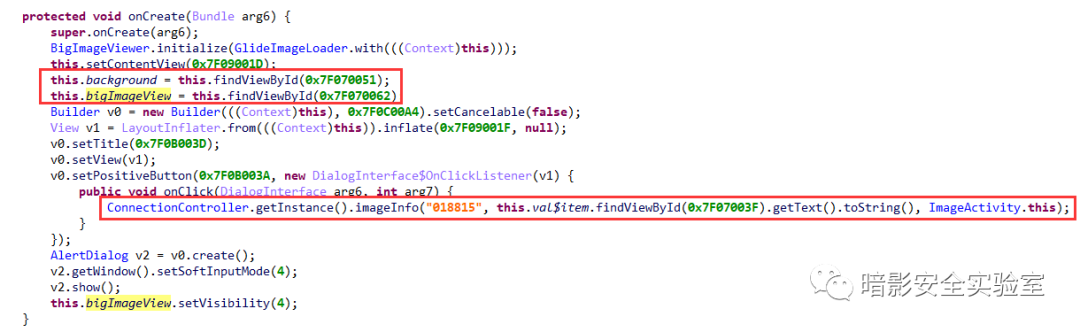 protected void onCreate(Bundle arg6) {
    super.onCreate(arg6);
    BigImageViewer.initialize(GlideImageLoader.with(((Context)this)));
    this.setContentView(0x7F09001D);
    this.background = this.findViewById(0x7F070051);
    this.bigImageView = this.findViewById(0x7F070062)
    Builder v0 = new Builder(((Context)this), 0x7F0C00A4).setCancelable(false);
    View v1 = LayoutInflater.from(((Context)this)).inflate(0x7F09001F, null);
    v0.setTitle(0x7F0B003D);
    v0.setView(v1);
    v0.setPositiveButton(0x7F0B003A, new DialogInterface$OnClickListener(v1) {
        public void onClick(DialogInterface arg6, int arg7) {
            ConnectionController.getInstance().imageInfo("018815", this.val$item.findViewById(0x7F07003F).getText().toString(), ImageActivity.this);
        }
    });
    AlertDialog v2 = v0.create();
    v2.getWindow().setSoftInputMode(4);
    v2.show();
    this.bigImageView.setVisibility(4);
}
暗影安全实验室